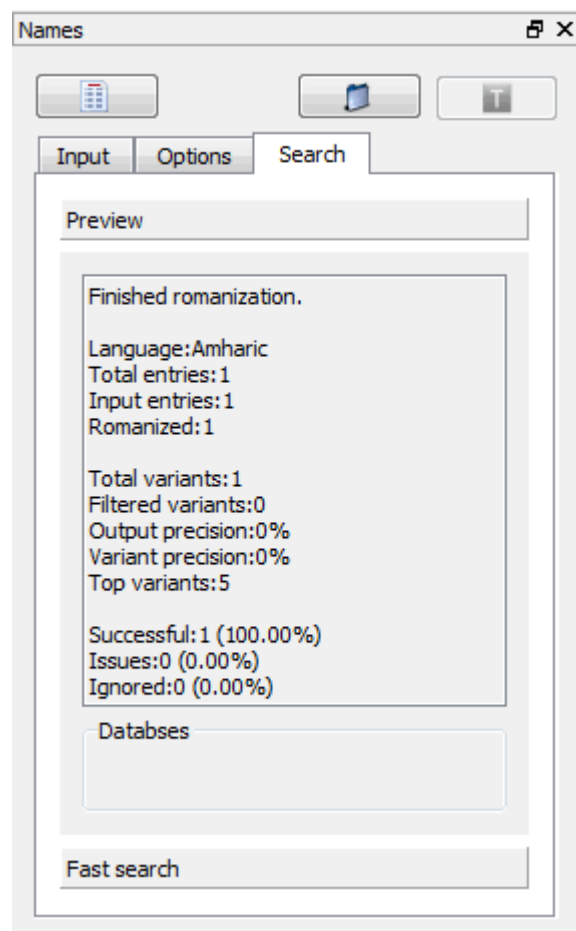 Names
T
Input Options Search
Preview
Finished romanization.
Language:Amharic
Total entries:1
Input entries:1
Romanized:1
Total variants:1
Filtered variants:0
Output precision:0%
Variant precision:0%
Top variants:5
Successful:1 (100.00%)
Issues:0 (0.00%)
Ignored:0 (0.00%)
Databses
Fast search